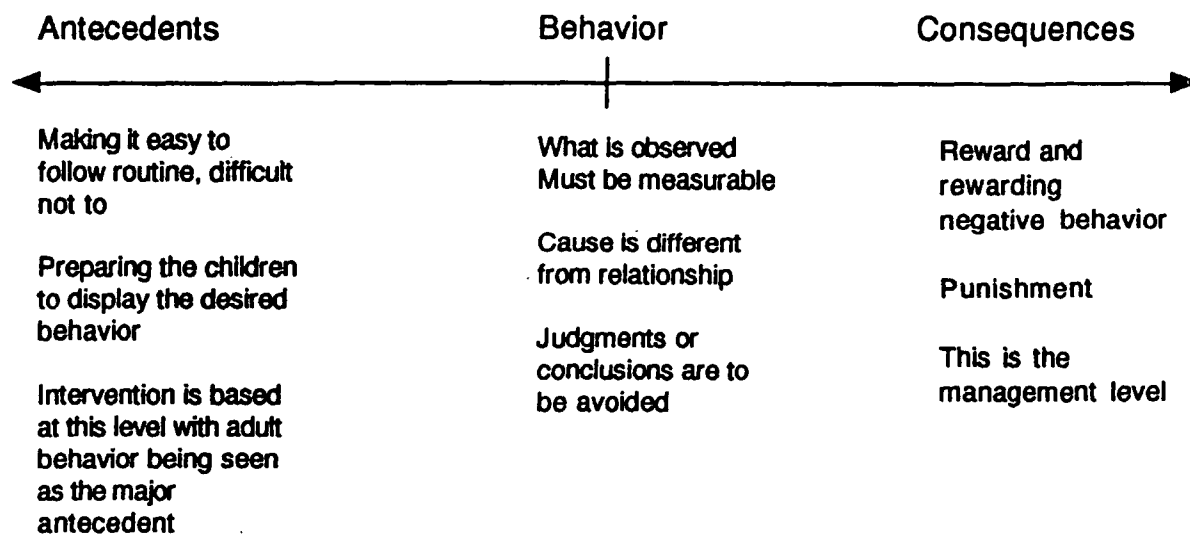 Antecedents
Behavior
Consequences
Making it easy to
follow routine, difficult
not to
Preparing the children
to display the desired
behavior
Intervention is based
at this level with adult
behavior being seen
as the major
antecedent
What is observed
Must be measurable
Cause is different
from relationship
Judgments or
conclusions are to
be avoided
Reward and
rewarding
negative behavior
Punishment
This is the
management level